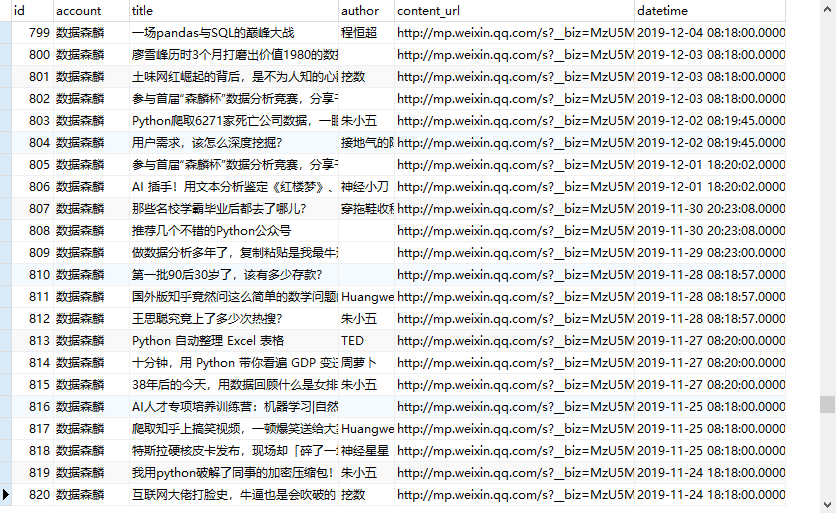 id account title author content_url datetime
799 数据森麟 一场pandas与SQL的巅峰大战 程恒超 http://mp.weixin.qq.com/s?__biz=MzU5M 2019-12-04 08:18:00.0000
800 数据森麟 廖雪峰历时3个月打磨出价值1980的数据 http://mp.weixin.qq.com/s?__biz=MzU5M 2019-12-03 08:18:00.0000
801 数据森麟 土味网红崛起的背后，是不为人知的心 挖数 http://mp.weixin.qq.com/s?__biz=MzU5M 2019-12-03 08:18:00.0000
802 数据森麟 参与首届“森麟杯”数据分析竞赛，分享 http://mp.weixin.qq.com/s?__biz=MzU5M 2019-12-03 08:18:00.0000
803 数据森麟 Python爬取6271家死亡公司数据，一眼 朱小五 http://mp.weixin.qq.com/s?__biz=MzU5M 2019-12-02 08:19:45.0000
804 数据森麟 用户需求，该怎么深度挖掘？ 接地气的 http://mp.weixin.qq.com/s?__biz=MzU5M 2019-12-02 08:19:45.0000
805 数据森麟 参与首届“森麟杯”数据分析竞赛，分享 http://mp.weixin.qq.com/s?__biz=MzU5M 2019-12-01 18:20:02.0000
806 数据森麟 AI 插手！用文本分析鉴定《红楼梦》、 神经小刀 http://mp.weixin.qq.com/s?__biz=MzU5M 2019-12-01 18:20:02.0000
807 数据森麟 那些名校学霸毕业后都去了哪儿？ 穿拖鞋收 http://mp.weixin.qq.com/s?__biz=MzU5M 2019-11-30 20:23:08.0000
808 数据森麟 推荐几个不错的Python公众号 http://mp.weixin.qq.com/s?__biz=MzU5M 2019-11-30 20:23:08.0000
809 数据森麟 做数据分析多年了，复制粘贴是我最牛 http://mp.weixin.qq.com/s?__biz=MzU5M 2019-11-29 08:23:00.0000
810 数据森麟 第一批90后30岁了，该有多少存款？ http://mp.weixin.qq.com/s?__biz=MzU5M 2019-11-28 08:18:57.0000
811 数据森麟 国外版知乎竟然问这么简单的数学问题 Huangwe http://mp.weixin.qq.com/s?__biz=MzU5M 2019-11-28 08:18:57.0000
812 数据森麟 王思聪究竟上了多少次热搜？ 朱小五 http://mp.weixin.qq.com/s?__biz=MzU5M 2019-11-28 08:18:57.0000
813 数据森麟 Python 自动整理 Excel 表格 TED http://mp.weixin.qq.com/s?__biz=MzU5M 2019-11-27 08:20:00.0000
814 数据森麟 十分钟，用 Python 带你看遍 GDP 变 周萝卜 http://mp.weixin.qq.com/s?__biz=MzU5M 2019-11-27 08:20:00.0000
815 数据森麟 38年后的今天，用数据回顾什么是女排 朱小五 http://mp.weixin.qq.com/s?__biz=MzU5M 2019-11-27 08:20:00.0000
816 数据森麟 AI人才专项培养训练营：机器学习|自然 http://mp.weixin.qq.com/s?__biz=MzU5M 2019-11-25 08:18:00.0000
817 数据森麟 爬取知乎上搞笑视频，一顿爆笑送给大 Huangwe http://mp.weixin.qq.com/s?__biz=MzU5M 2019-11-25 08:18:00.0000
818 数据森麟 特斯拉硬核皮卡发布，现场却「碎了一 神经星星 http://mp.weixin.qq.com/s?__biz=MzU5M 2019-11-25 08:18:00.0000
819 数据森麟 我用python破解了同事的加密压缩包！ 朱小五 http://mp.weixin.qq.com/s?__biz=MzU5M 2019-11-24 18:18:00.0000
820 数据森麟 互联网大佬打脸史，牛逼也是会吹破的 挖数 http://mp.weixin.qq.com/s?__biz=MzU5M 2019-11-24 18:18:00.0000